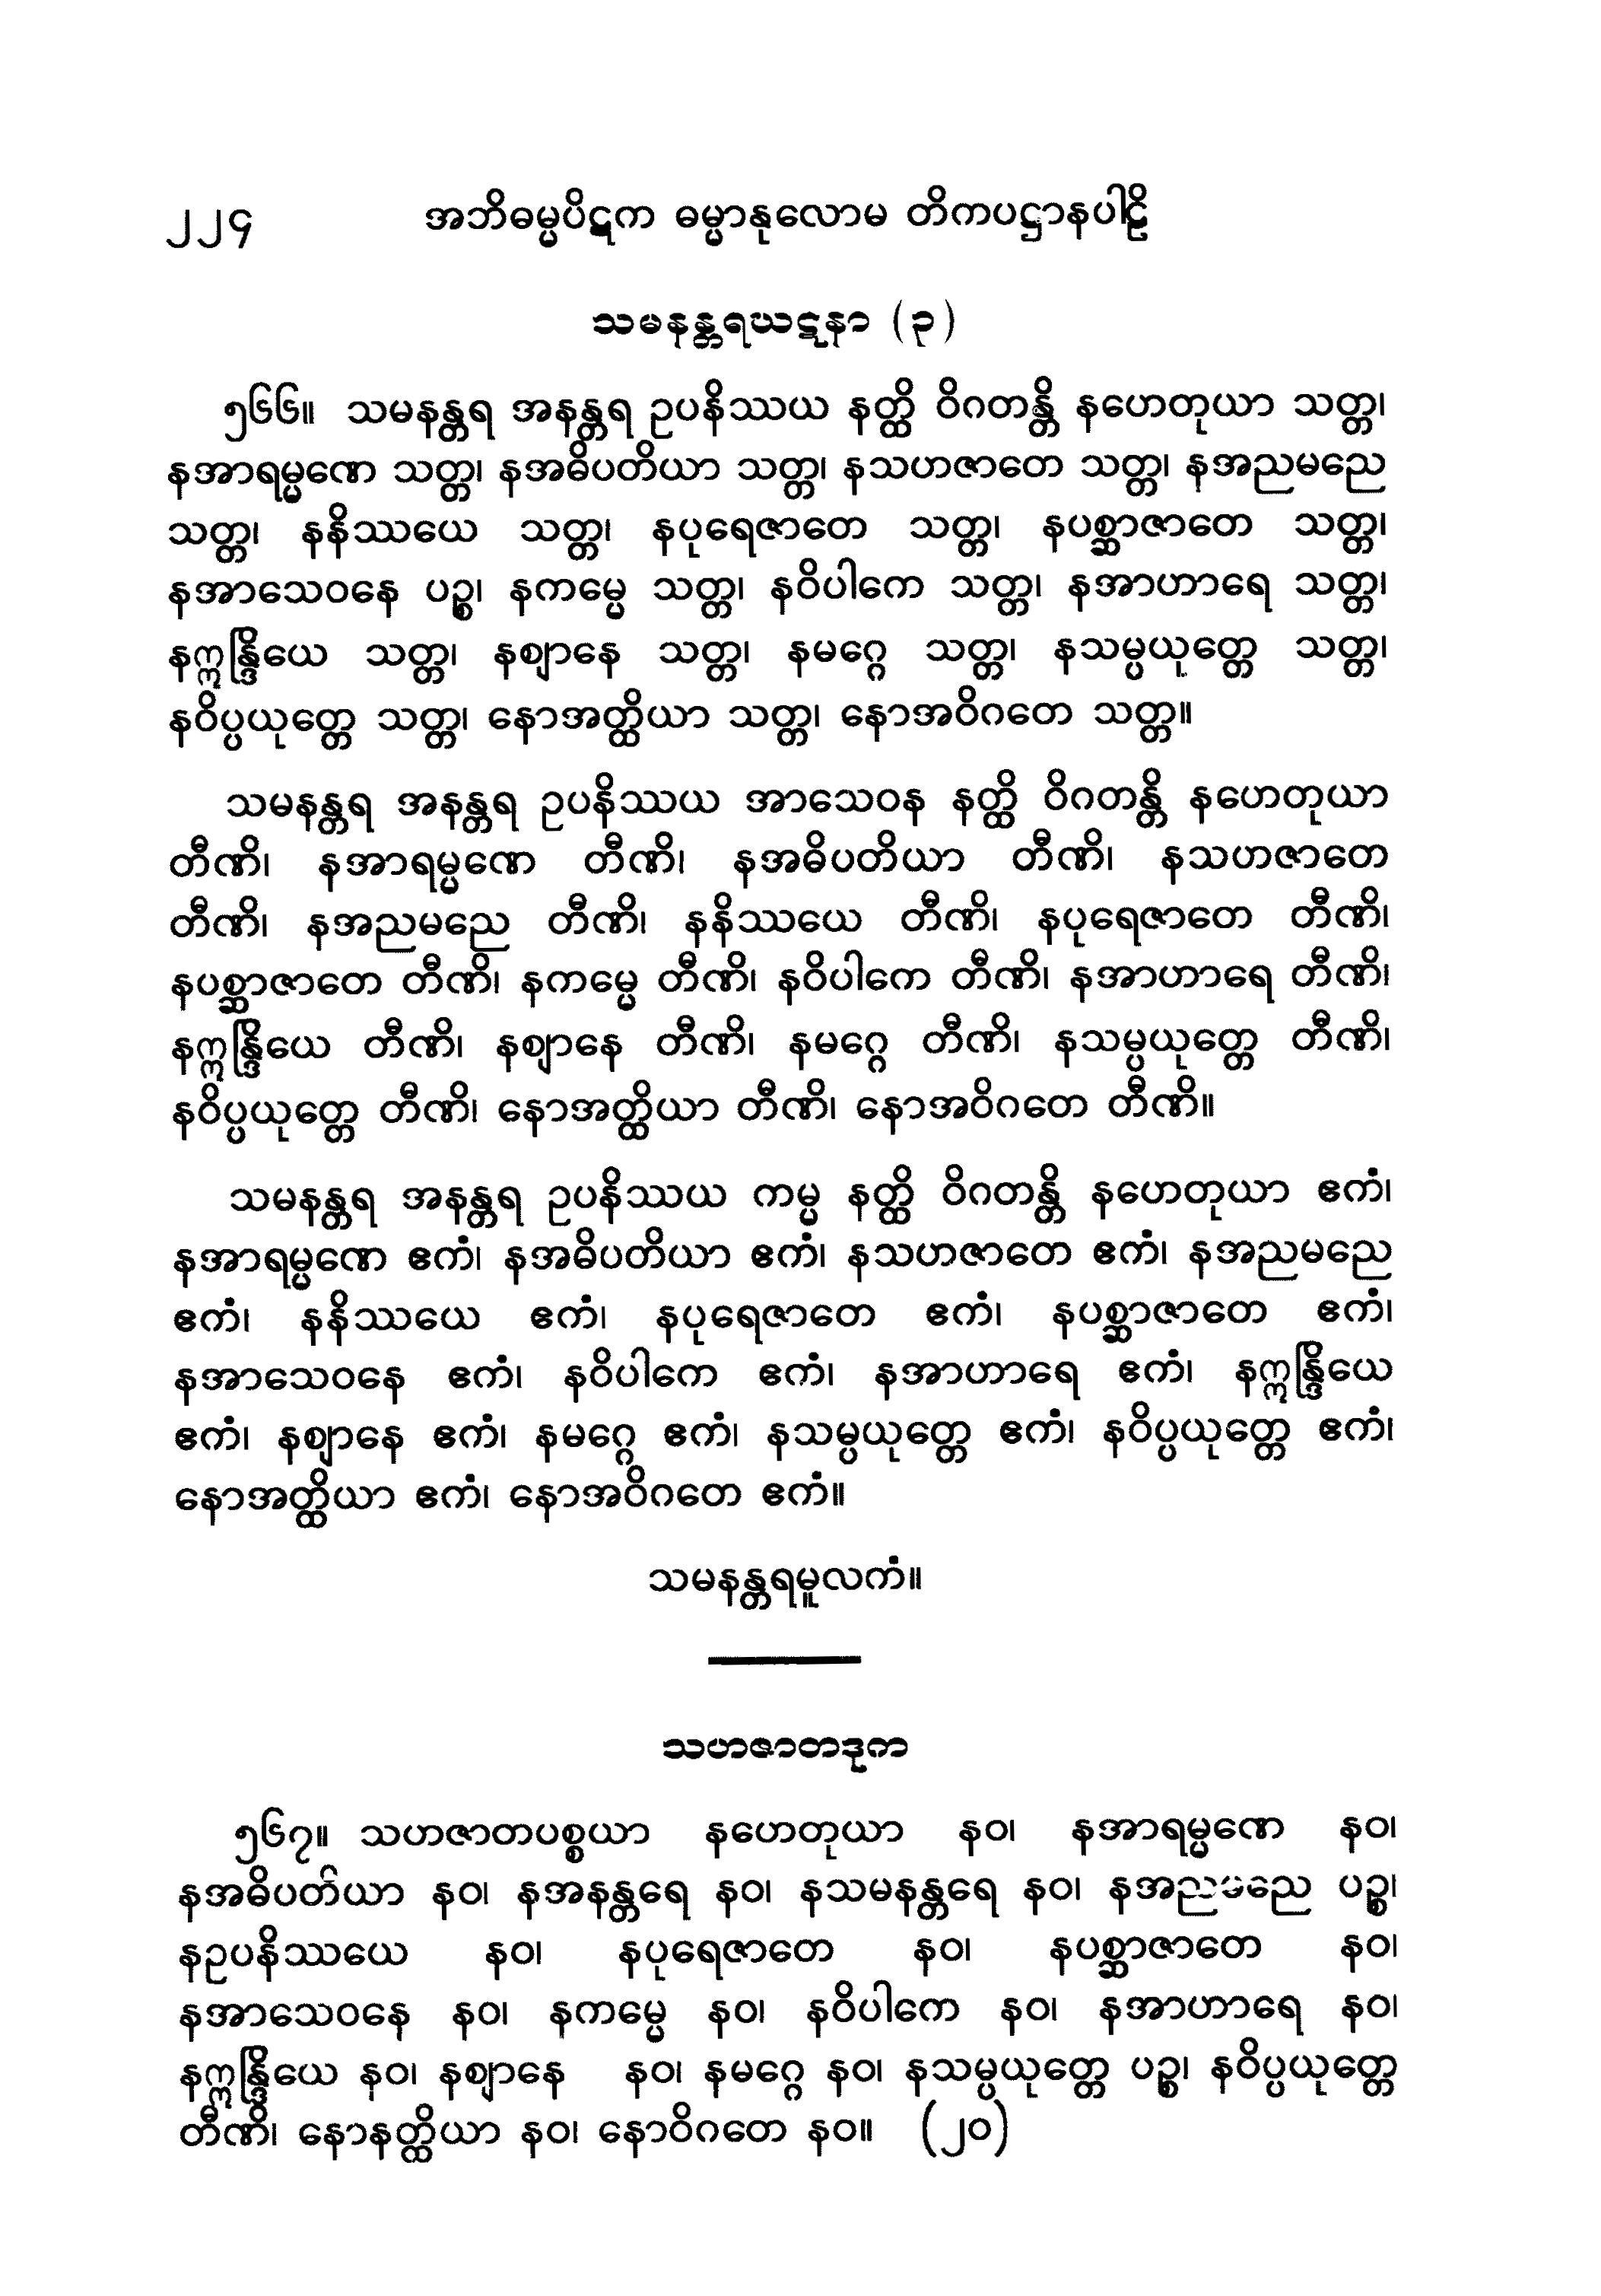 ၂၂၄ အဘိဓမ္မပိဋက ဓမ္မာနုလောမ တိကပဋ္ဌာနပါဠိ
သမနန္တရဃဋနာ (၃)
၅၆၆။ သမနန္တရ အနန္တရ ဥပနိဿယ နတ္ထိ ဝိဂတန္တိ နဟေတုယာ သတ္တ၊
နအာရမ္မဏေ သတ္တ၊ နအဓိပတိယာ သတ္တ၊ နသဟဇာတေ သတ္တ၊ နအညမညေ
သတ္တ၊ နနိဿယေ သတ္တ၊ နပုရေဇာတေ သတ္တ၊ နပစ္ဆာဇာတေ သတ္တ၊
နအာသေဝနေ ပဉ္စ၊ နကမ္မေ သတ္တ၊ နဝိပါကေ သတ္တ၊ နအာဟာရေ သတ္တ၊
နဣန္ဒြိယေ သတ္တ၊ နဈာနေ သတ္တ၊ နမဂ္ဂေ သတ္တ၊ နသမ္ပယုတ္တေ သတ္တ၊
နဝိပ္ပယုတ္တေ သတ္တ၊ နောအတ္ထိယာ သတ္တ၊ နောအဝိဂတေ သတ္တ။
သမနန္တရ အနန္တရ ဥပနိဿယ အာသေဝန နတ္ထိ ဝိဂတန္တိ နဟေတုယာ
တီဏိ၊ နအာရမ္မဏေ တီဏိ၊ နအဓိပတိယာ တီဏိ၊ နသဟဇာတေ
တီဏိ၊ နအညမညေ တီဏိ၊ နနိဿယေ တီဏိ၊ နပုရေဇာတေ တီဏိ၊
နပစ္ဆာဇာတေ တီဏိ၊ နကမ္မေ တီဏိ၊ နဝိပါကေ တီဏိ၊ နအာဟာရေ တီဏိ၊
နဣန္ဒြိယေ တီဏိ၊ နဈာနေ တီဏိ၊ နမဂ္ဂေ တီဏိ၊ နသမ္ပယုတ္တေ တီဏိ၊
နဝိပ္ပယုတ္တေ တီဏိ၊ နောအတ္ထိယာ တီဏိ၊ နောအဝိဂတေ တီဏိ။
သမနန္တရ အနန္တရ ဥပနိဿယ ကမ္မ နတ္ထိ ဝိဂတန္တိ နဟေတုယာ ဧကံ၊
နအာရမ္မဏေ ဧကံ၊ နအဓိပတိယာ ဧကံ၊ နသဟဇာတေ ဧကံ၊ နအညမညေ
ဧကံ၊ နနိဿယေ ဧကံ၊ နပုရေဇာတေ ဧကံ၊ နပစ္ဆာဇာတေ ဧကံ၊
နအာသေဝနေ ဧကံ၊ နဝိပါကေ ဧကံ၊ နအာဟာရေ ဧကံ၊ နဣန္ဒြိယေ
ဧကံ၊ နဈာနေ ဧကံ၊ နမဂ္ဂေ ဧကံ၊ နသမ္ပယုတ္တေ ဧကံ၊ နဝိပ္ပယုတ္တေ ဧကံ၊
နောအတ္ထိယာ ဧကံ၊ နောအဝိဂတေ ဧကံ။
သမနန္တရမူလကံ။
သဟဇာတဒုက
၅၆၇။ သဟဇာတပစ္စယာ နဟေတုယာ နဝ၊ နအာရမ္မဏေ နဝ၊
နအဓိပတိယာ နဝ၊ နအနန္တရေ နဝ၊ နသမနန္တရေ နဝ၊ နအညမညေ ပဉ္စ၊
နဥပနိဿယေ နဝ၊ နပုရေဇာတေ နဝ၊ နပစ္ဆာဇာတေ နဝ၊
နအာသေဝနေ နဝ၊ နကမ္မေ နဝ၊ နဝိပါကေ နဝ၊ နအာဟာရေ နဝ၊
နဣန္ဒြိယေ နဝ၊ နဈာနေ နဝ၊ နမဂ္ဂေ နဝ၊ နသမ္ပယုတ္တေ ပဉ္စ၊ နဝိပ္ပယုတ္တေ
တီဏိ၊ နောနတ္ထိယာ နဝ၊ နောဝိဂတေ နဝ။ (၂၀)